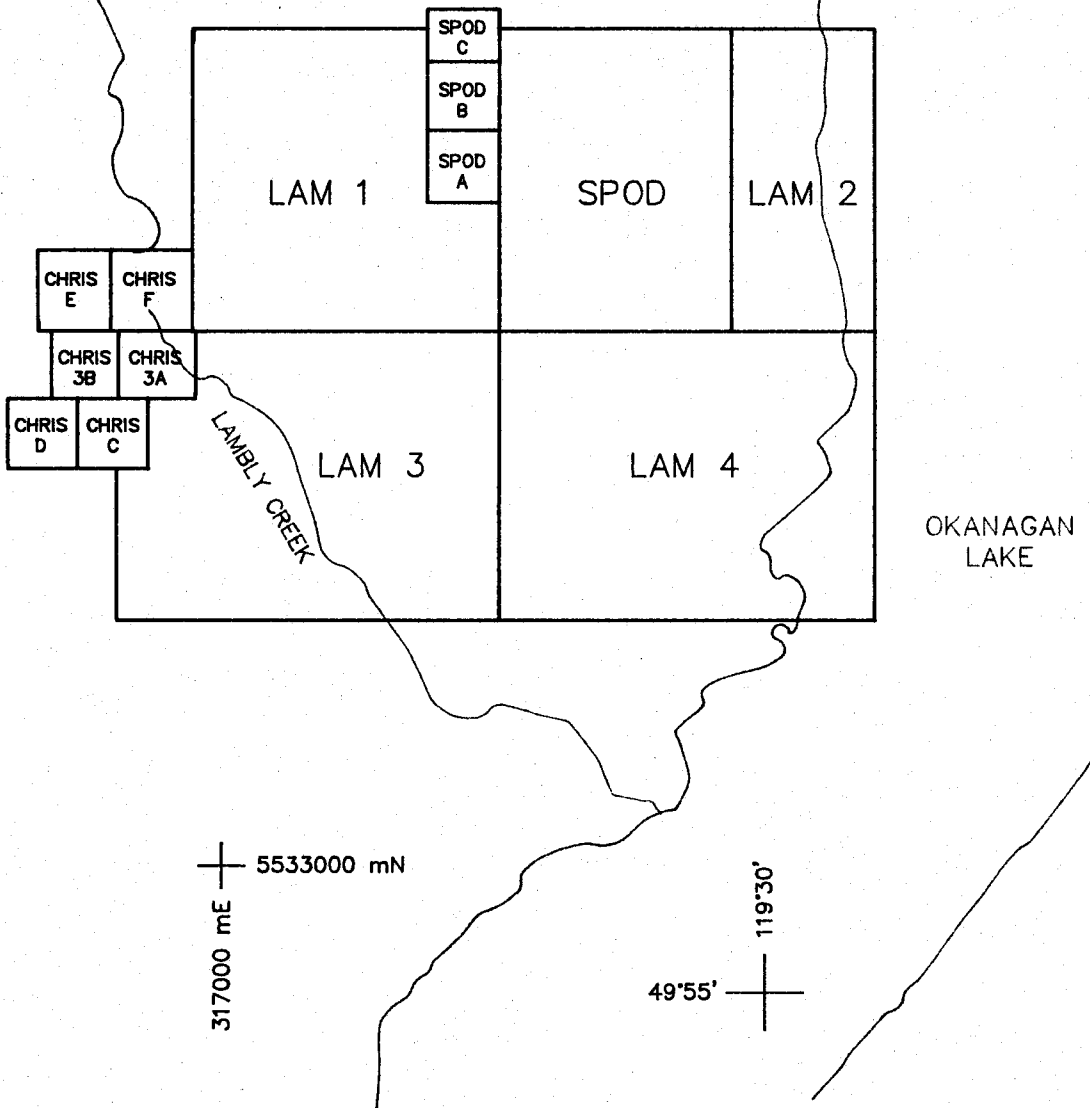 SPOD
C
SPOD
B
SPOD
A
LAM 1
SPOD
LAM 2
CHRIS
E
CHRIS
F
CHRIS
3B
CHRIS
3A
CHRIS
D
CHRIS
C
LAMBLY CREEK
LAM 3
LAM 4
OKANAGAN
LAKE
5533000 mN
317000 mE
119°30'
49°55'